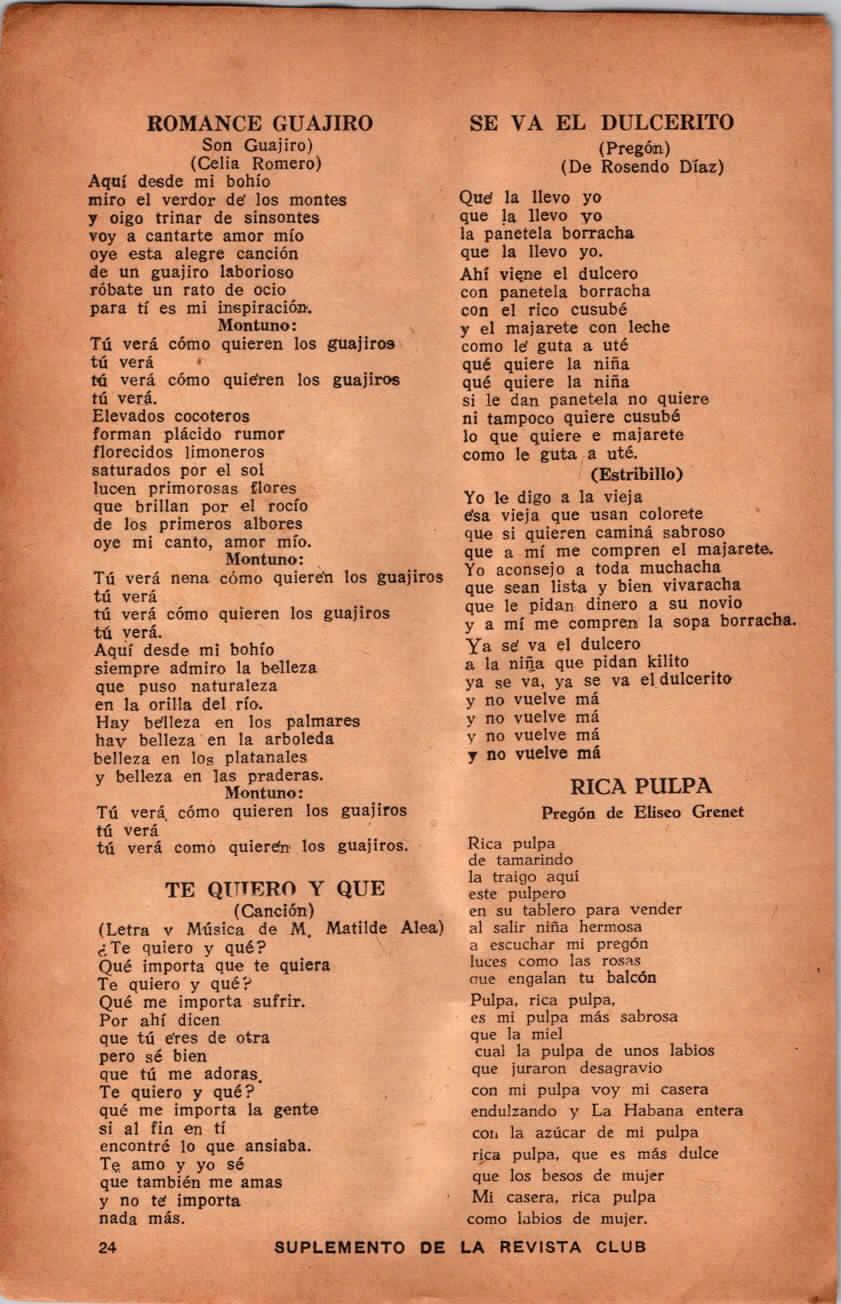 ROMANCE GUAJIRO
Son Guajiro)
(Celia Romero)
Aquí desde mi bohío
miro el verdor de los montes
y oigo trinar de sinsontes
voy a cantarte amor mío
oye esta alegre canción
de un guajiro laborioso
róbate un rato de ocio
para tí es mi inspiración.
Montuno:
Tú verá cómo quieren los guajiros
tú verá
tú verá cómo quieren los guajiros
tú verá.
Elevados cocoteros
forman plácido rumor
florecidos limoneros
saturados por el sol
lucen primorosas flores
que brillan por el rocío
de los primeros albores
oye mi canto, amor mío.
Montuno:
Tú verá nena cómo quieren los guajiros
tú verá
tú verá cómo quieren los guajiros
tú verá.
Aquí desde mi bohío
siempre admiro la belleza
que puso naturaleza
en la orilla del río.
Hay belleza en los palmares
hay belleza en la arboleda
belleza en los platanales
y belleza en las praderas.
Montuno:
Tú verá cómo quieren los guajiros
tú verá
tú verá como quieren los guajiros.
TE QUIERO Y QUE
(Canción)
(Letra y Música de M. Matilde Alea)
¿Te quiero y qué?
Qué importa que te quiera
Te quiero y qué?
Qué me importa sufrir.
Por ahí dicen
que tú eres de otra
pero sé bien
que tú me adoras.
Te quiero y qué?
qué me importa la gente
si al fin en tí
encontré lo que ansiaba.
Te amo y yo sé
que también me amas
y no te importa
nada más.
SE VA EL DULCERITO
(Pregón)
(De Rosendo Díaz)
Qué la llevo yo
que la llevo yo
la panetela borracha
que la llevo yo.
Ahí viene el dulcero
con panetela borracha
con el rico cusubé
y el majarete con leche
como le guta a uté
qué quiere la niña
qué quiere la niña
si le dan panetela no quiere
ni tampoco quiere cusubé
lo que quiere e majarete
como le guta a uté.
(Estribillo)
Yo le digo a la vieja
ésa vieja que usan colorete
que si quieren caminá sabroso
que a mí me compren el majarete.
Yo aconsejo a toda muchacha
que sean lista y bien vivaracha
que le pidan dinero a su novio
y a mí me compren la sopa borracha.
Ya se va el dulcero
a la niña que pidan kilito
ya se va, ya se va el dulcerito
y no vuelve má
y no vuelve má
y no vuelve má
y no vuelve má
RICA PULPA
Pregón de Eliseo Grenet
Rica pulpa
de tamarindo
la traigo aquí
este pulpero
en su tablero para vender
al salir niña hermosa
a escuchar mi pregón
luces como las rosas
que engalan tu balcón
Pulpa, rica pulpa,
es mi pulpa más sabrosa
que la miel
cual la pulpa de unos labios
que juraron desagravio
con mi pulpa voy mi casera
endulzando y La Habana entera
con la azúcar de mi pulpa
rica pulpa, que es más dulce
que los besos de mujer
Mi casera, rica pulpa
como labios de mujer.
24 SUPLEMENTO DE LA REVISTA CLUB